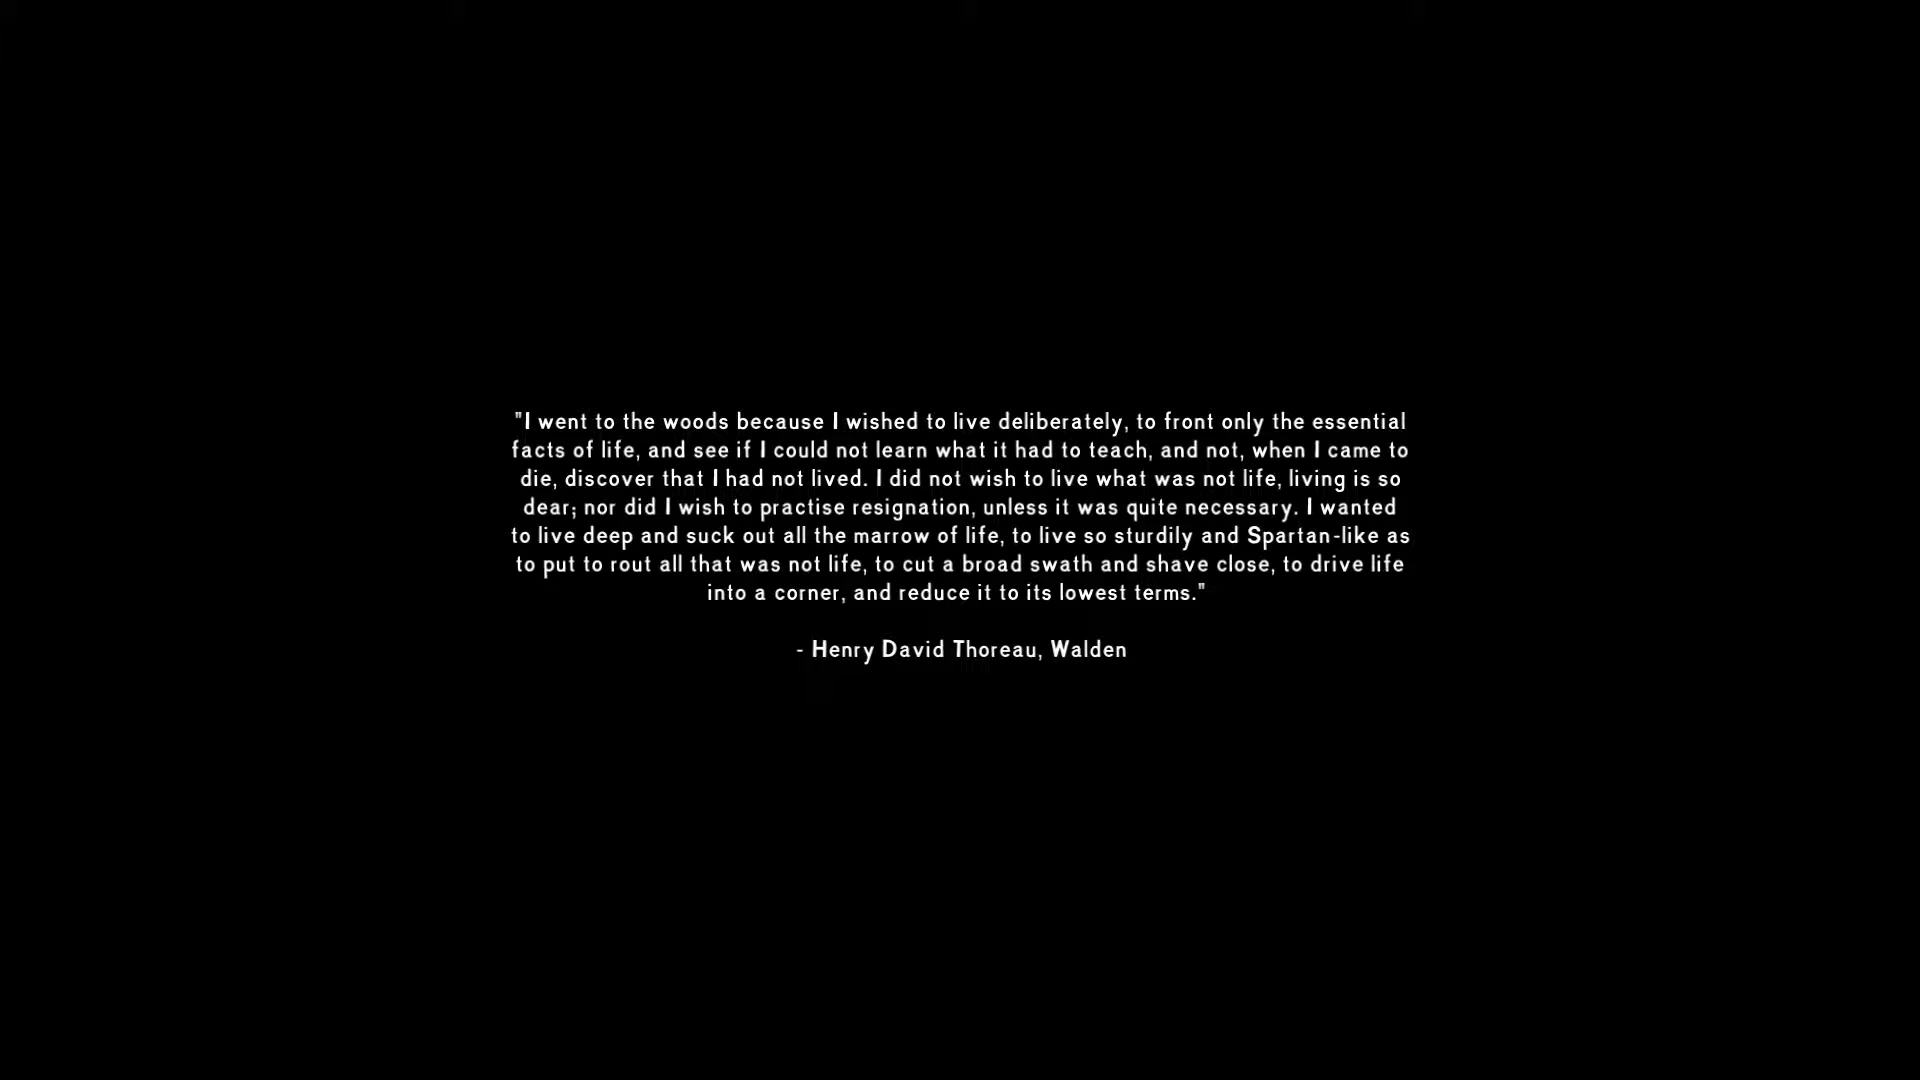 "I went to the woods because I wished to live deliberately, to front only the essential
facts of life, and see if I could not learn what it had to teach, and not, when I came to
die, discover that I had not lived. I did not wish to live what was not life, living is so
dear; nor did I wish to practise resignation, unless it was quite necessary. I wanted
to live deep and suck out all the marrow of life, to live so sturdily and Spartan-like as
to put to rout all that was not life, to cut a broad swath and shave close, to drive life
into a corner, and reduce it to its lowest terms."
- Henry David Thoreau, Walden